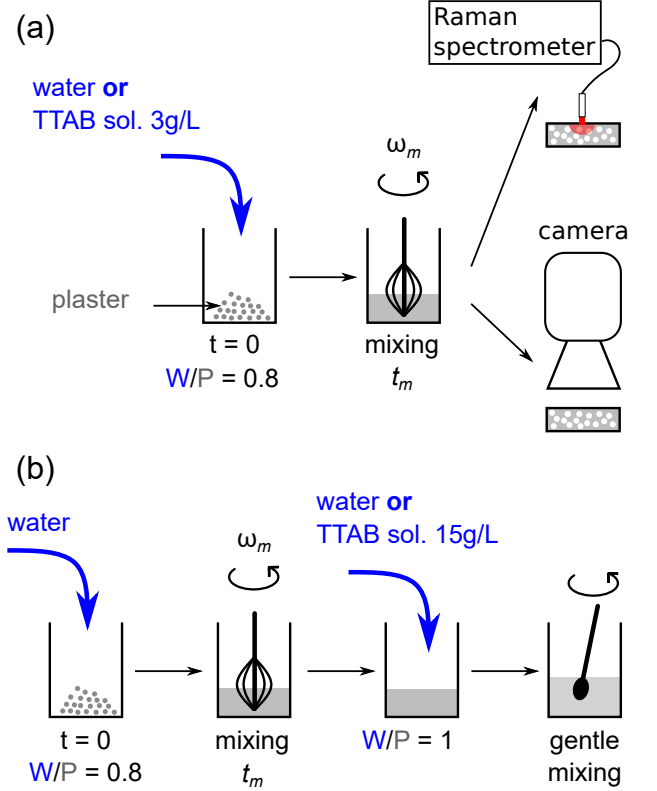 (a)
Raman
spectrometer
water or
TTAB sol. 3g/L
ωm
camera
plaster
t = 0
W/P = 0.8
mixing
tm
(b)
water
ωm
water or
TTAB sol. 15g/L
t = 0
W/P = 0.8
mixing
tm
W/P = 1
gentle
mixing